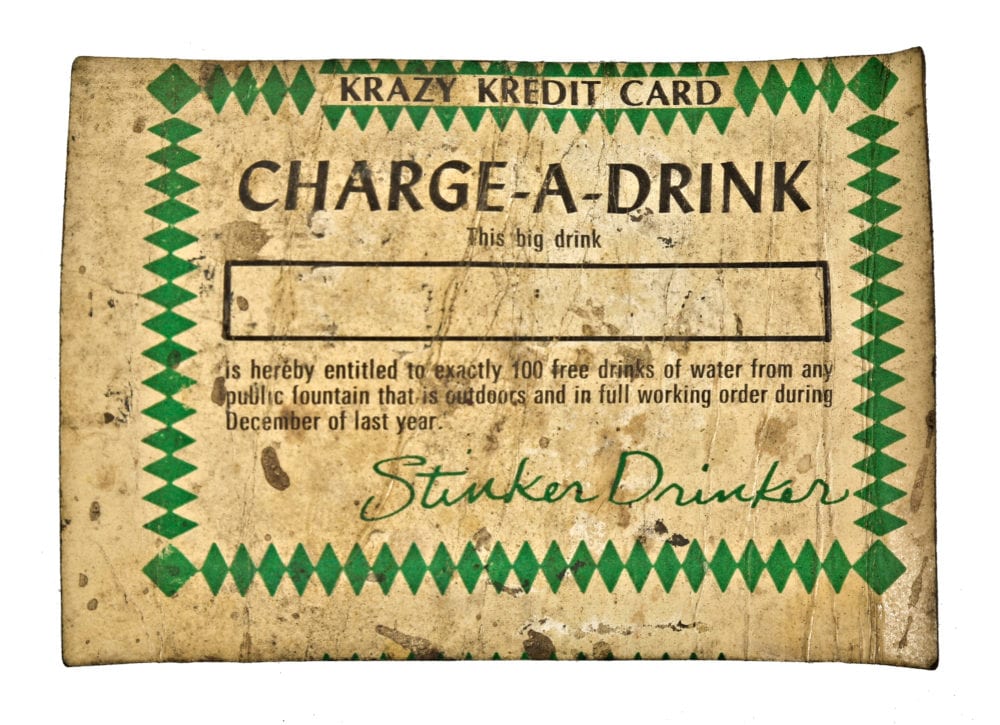 KRAZY KREDIT CARD
CHARGE-A-DRINK
This big drink
is hereby entitled to exactly 100 free drinks of water from any
public fountain that is outdoors and in full working order during
December of last year.
Stinker Drinker